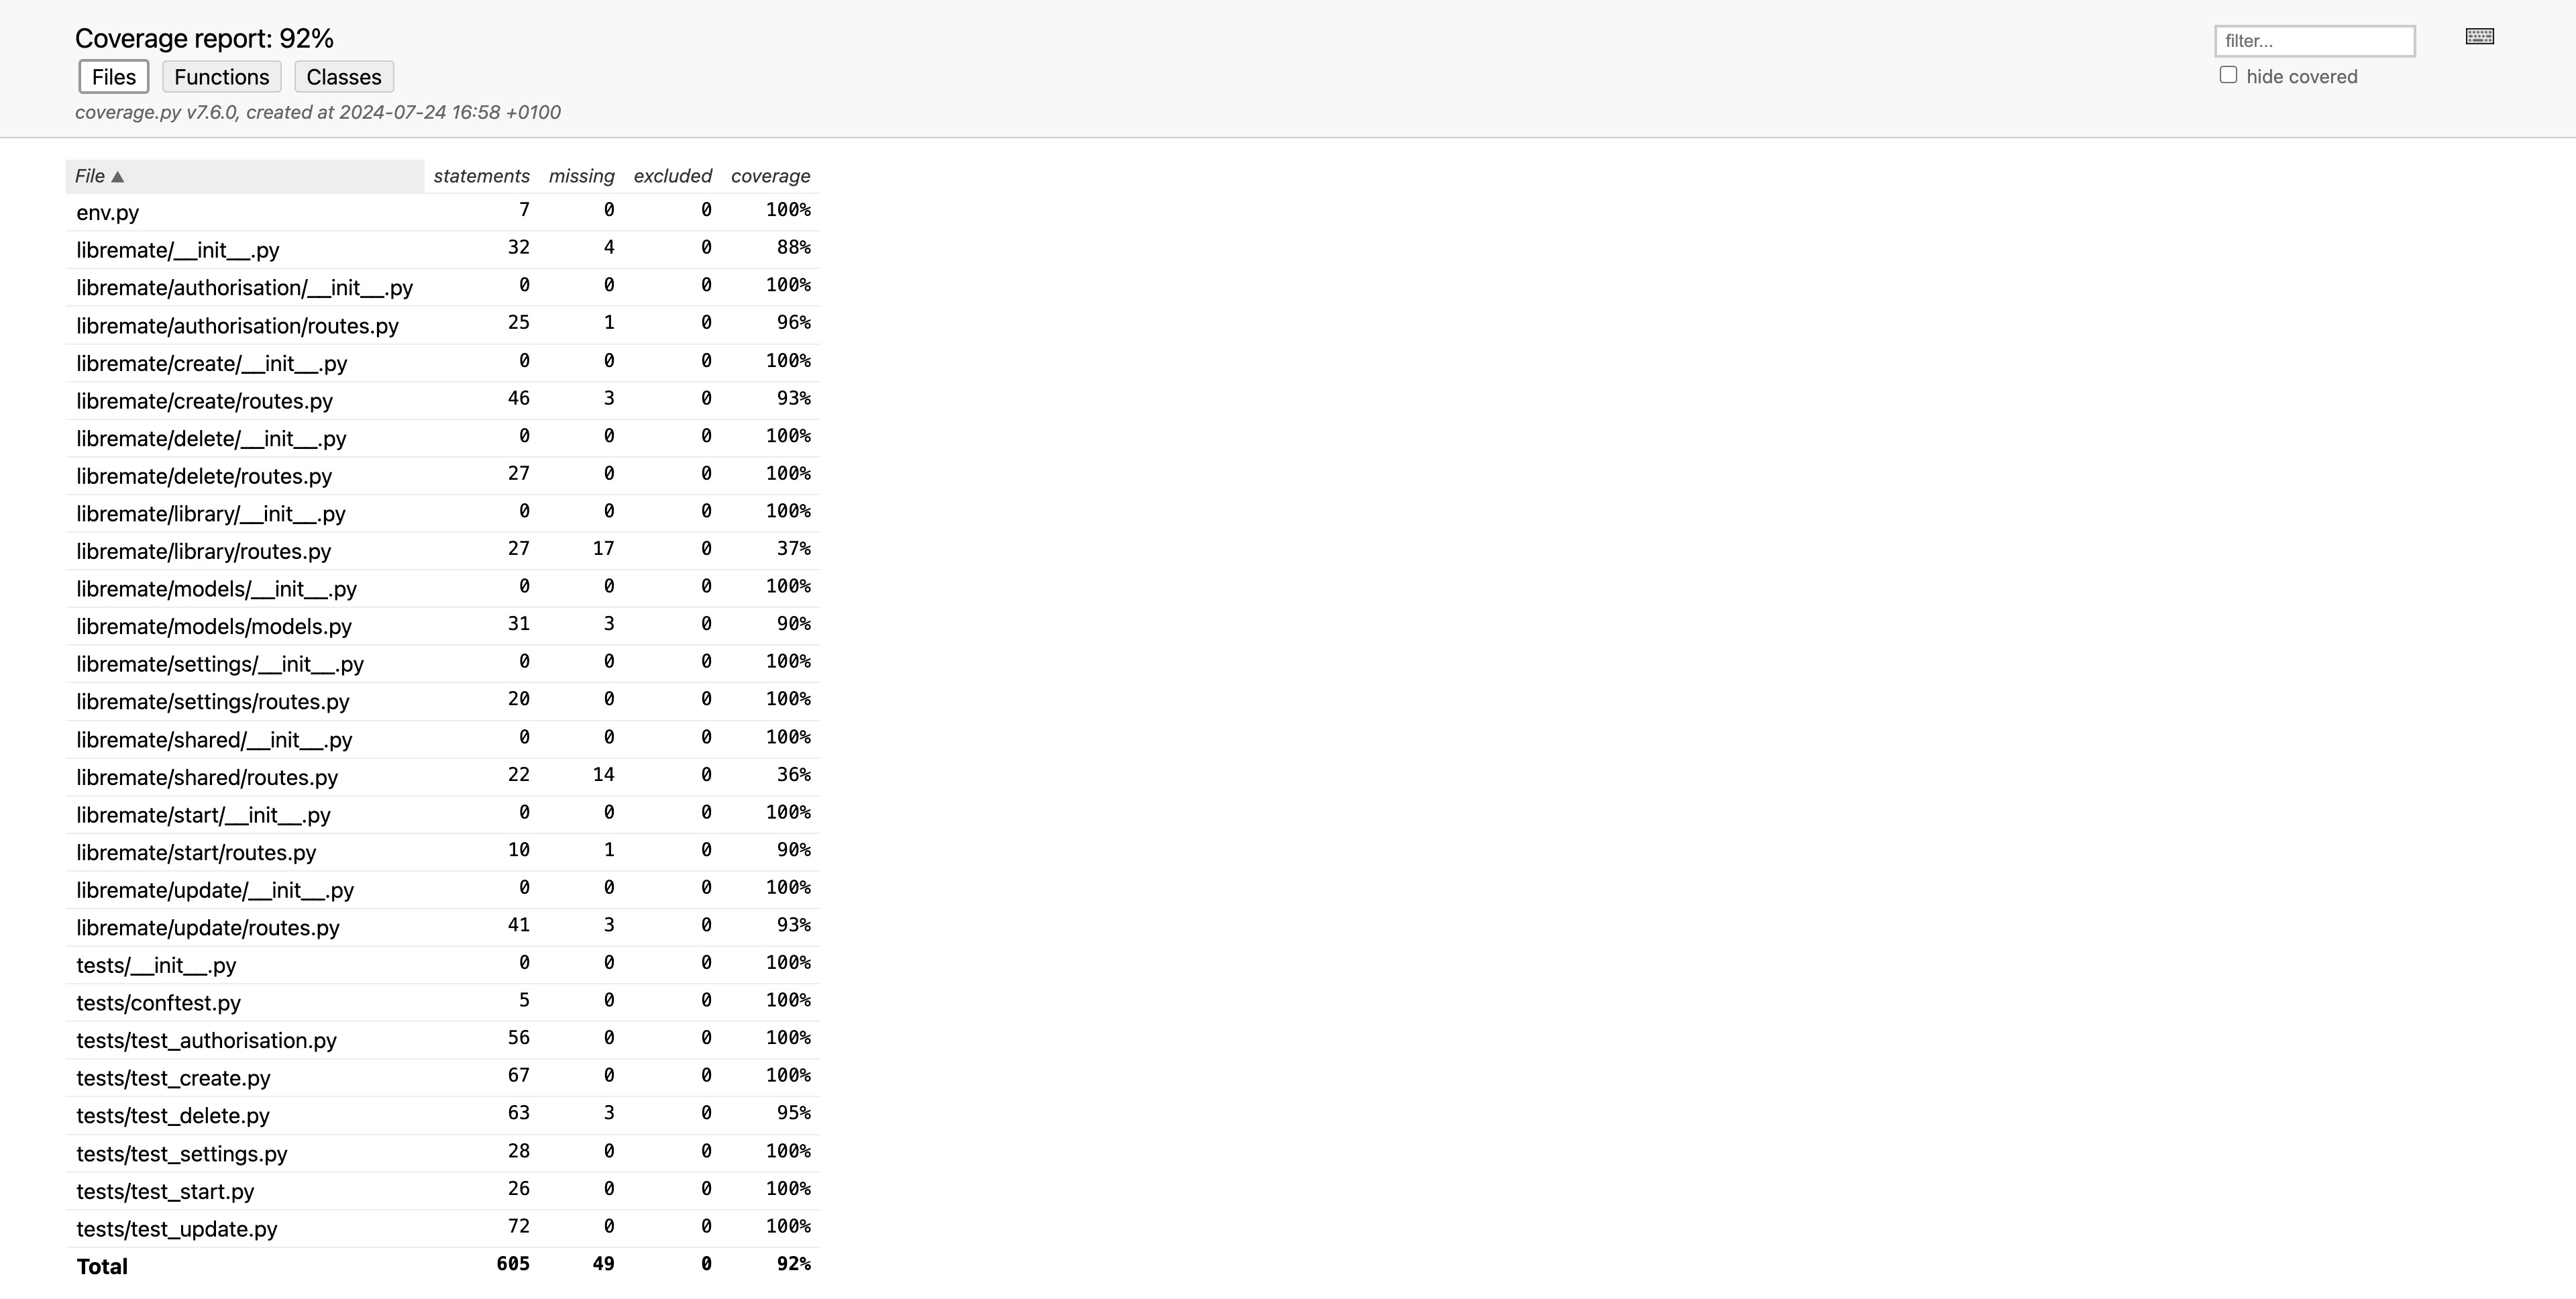 Coverage report: 92%
filter...
Files Functions Classes
hide covered
coverage.py v7.6.0, created at 2024-07-24 16:58 +0100
File ▲ statements missing excluded coverage
env.py 7 0 0 100%
libremate/__init__.py 32 4 0 88%
libremate/authorisation/__init__.py 0 0 0 100%
libremate/authorisation/routes.py 25 1 0 96%
libremate/create/__init__.py 0 0 0 100%
libremate/create/routes.py 46 3 0 93%
libremate/delete/__init__.py 0 0 0 100%
libremate/delete/routes.py 27 0 0 100%
libremate/library/__init__.py 0 0 0 100%
libremate/library/routes.py 27 17 0 37%
libremate/models/__init__.py 0 0 0 100%
libremate/models/models.py 31 3 0 90%
libremate/settings/__init__.py 0 0 0 100%
libremate/settings/routes.py 20 0 0 100%
libremate/shared/__init__.py 0 0 0 100%
libremate/shared/routes.py 22 14 0 36%
libremate/start/__init__.py 0 0 0 100%
libremate/start/routes.py 10 1 0 90%
libremate/update/__init__.py 0 0 0 100%
libremate/update/routes.py 41 3 0 93%
tests/__init__.py 0 0 0 100%
tests/conftest.py 5 0 0 100%
tests/test_authorisation.py 56 0 0 100%
tests/test_create.py 67 0 0 100%
tests/test_delete.py 63 3 0 95%
tests/test_settings.py 28 0 0 100%
tests/test_start.py 26 0 0 100%
tests/test_update.py 72 0 0 100%
Total 605 49 0 92%